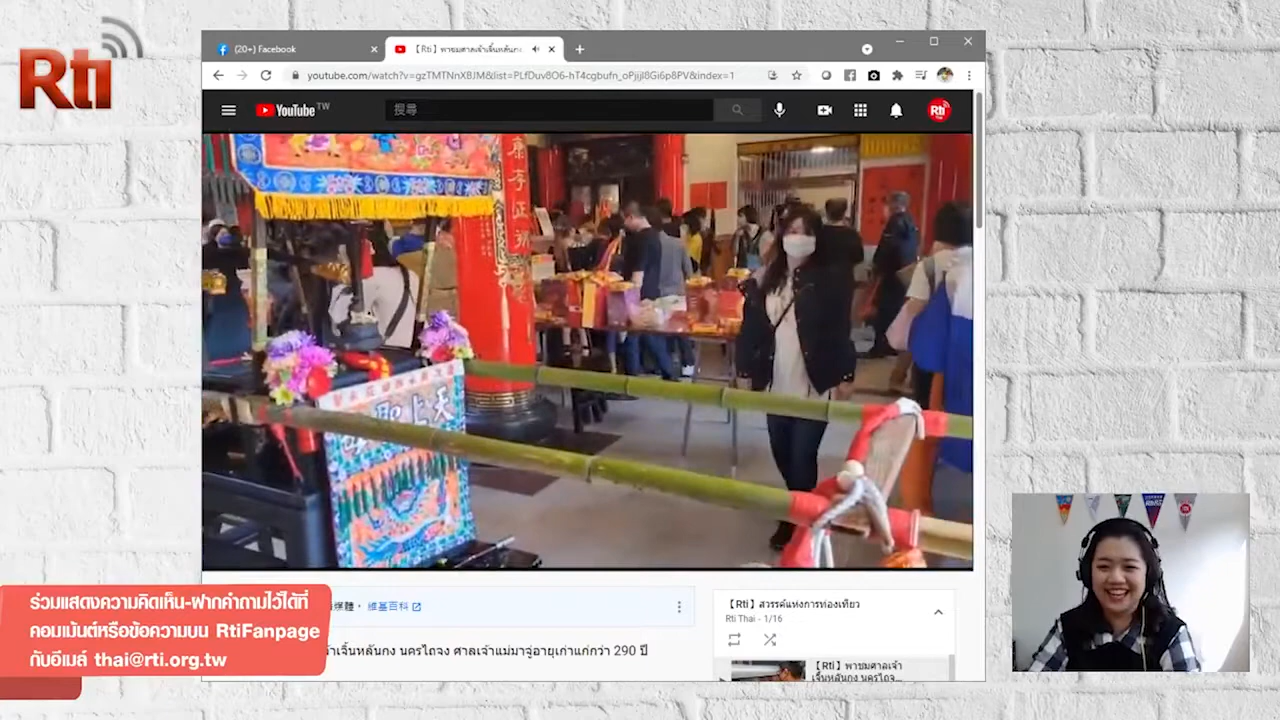 Rti
(20+) Facebook
【Rti】พาชมศาลเจ้าเจิ้นหลันกง
youtube.com/watch?v=gzTMTNnXBJM&list=PLfDuv8O6-hT4cgbufn_oPjijI8Gi6p8PV&index=1
YouTube TW
搜尋
Rti
天上聖
維基百科
【Rti】สวรรค์แห่งการท่องเที่ยว
Rti Thai - 1/16
เจ้าเจิ้นหลันกง นครไถจง ศาลเจ้าแม่มาจู่อายุเก่าแก่กว่า 290 ปี
【Rti】พาชมศาลเจ้า
เจิ้นหลันกง นครไถจ...
ร่วมแสดงความคิดเห็น-ฝากคำถามไว้ได้ที่
คอมเม้นต์หรือข้อความบน RtiFanpage
กับอีเมล์ thai@rti.org.tw